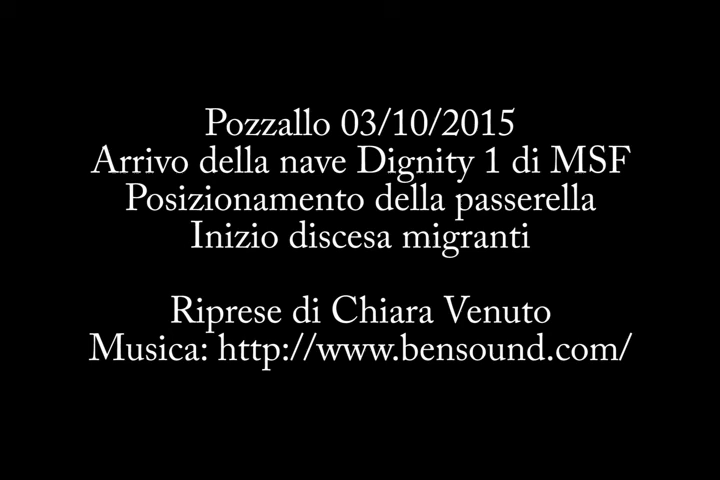 Pozzallo 03/10/2015
Arrivo della nave Dignity 1 di MSF
Posizionamento della passerella
Inizio discesa migranti
Riprese di Chiara Venuto
Musica: http://www.bensound.com/